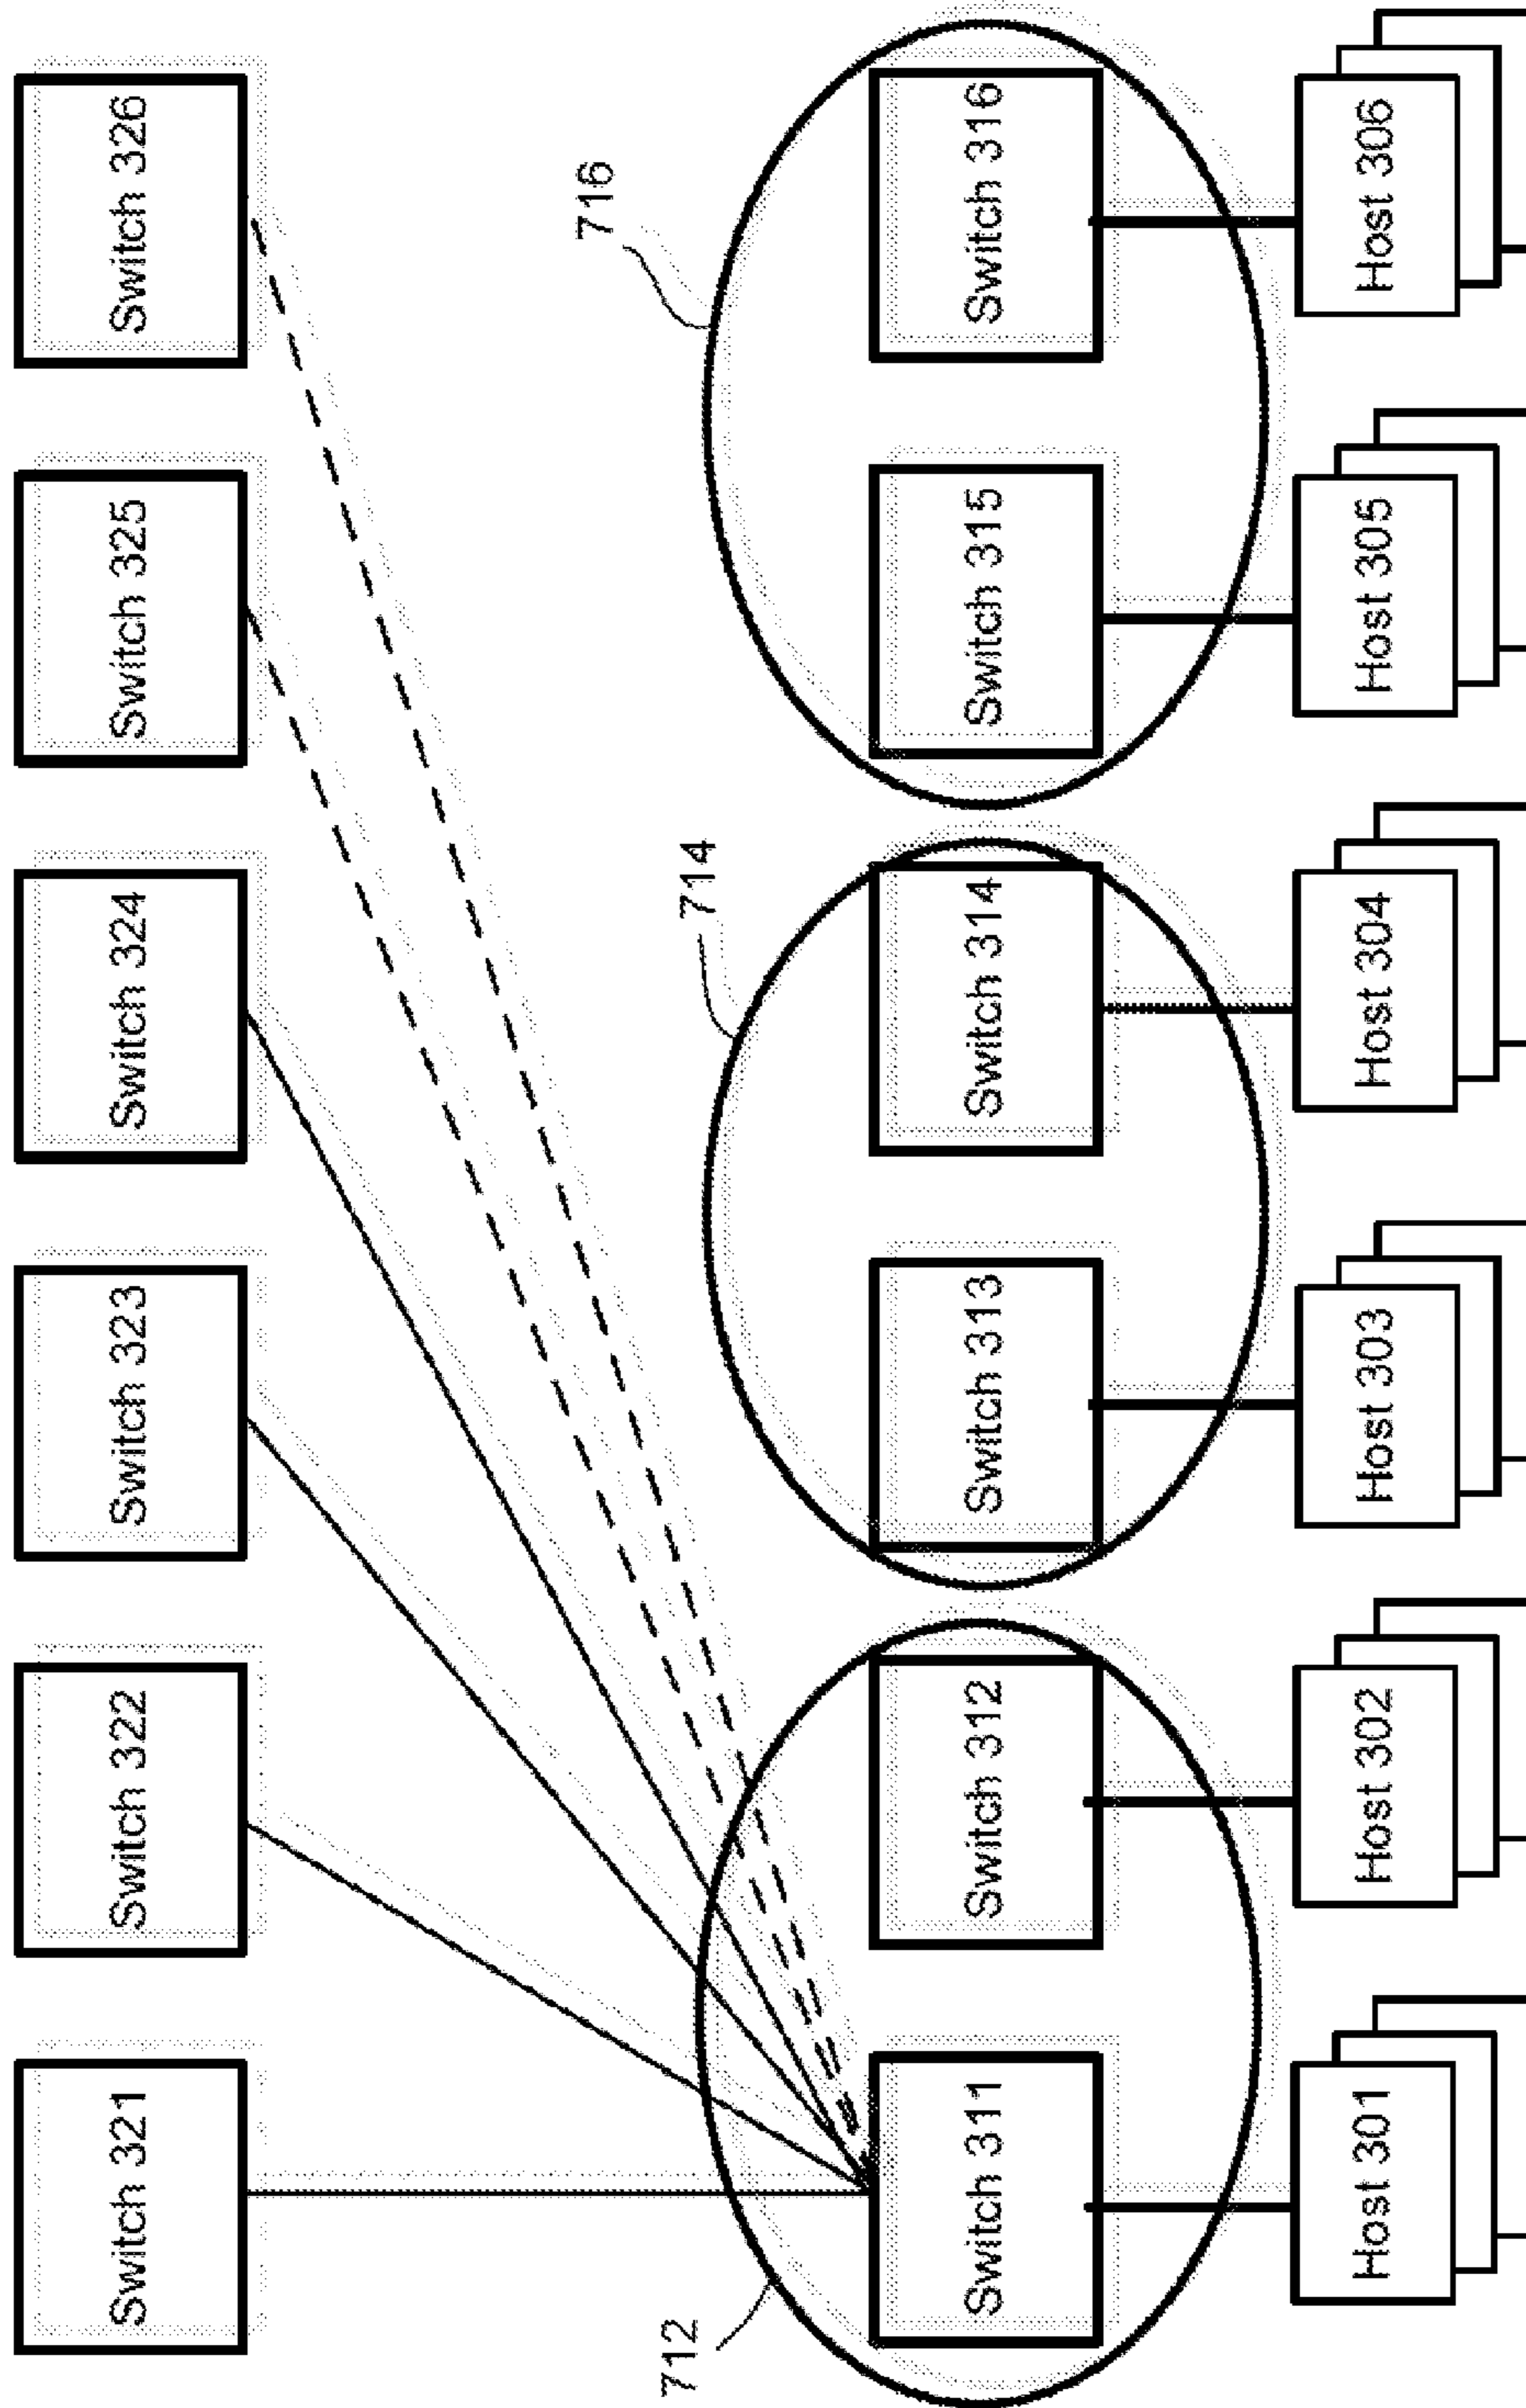 Switch 321
Switch 322
Switch 323
Switch 324
Switch 325
Switch 326
712
714
716
Switch 311
Switch 312
Switch 313
Switch 314
Switch 315
Switch 316
Host 301
Host 302
Host 303
Host 304
Host 305
Host 306